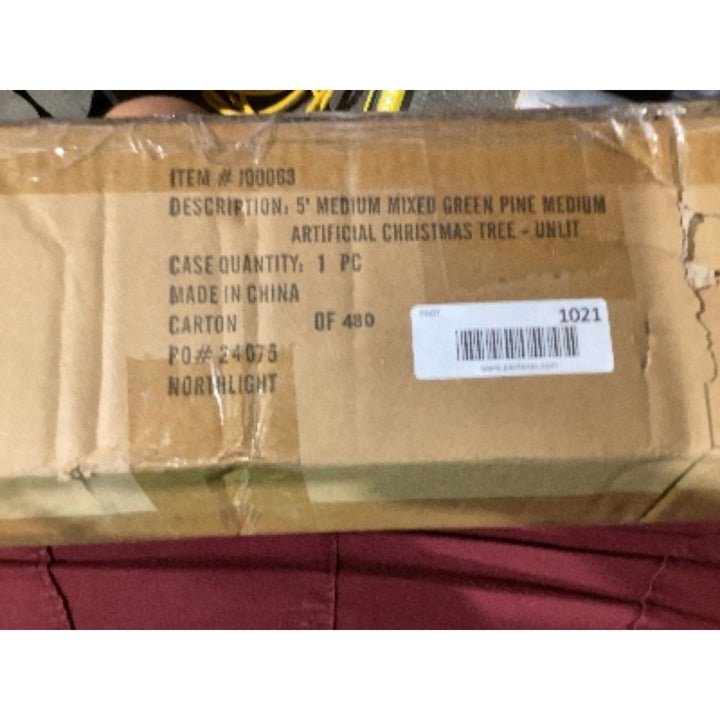 ITEM # J00063
DESCRIPTION: 5' MEDIUM MIXED GREEN PINE MEDIUM
ARTIFICIAL CHRISTMAS TREE - UNLIT
CASE QUANTITY: 1 PC
MADE IN CHINA
CARTON OF 480
PO# 24075
NORTHLIGHT
1021